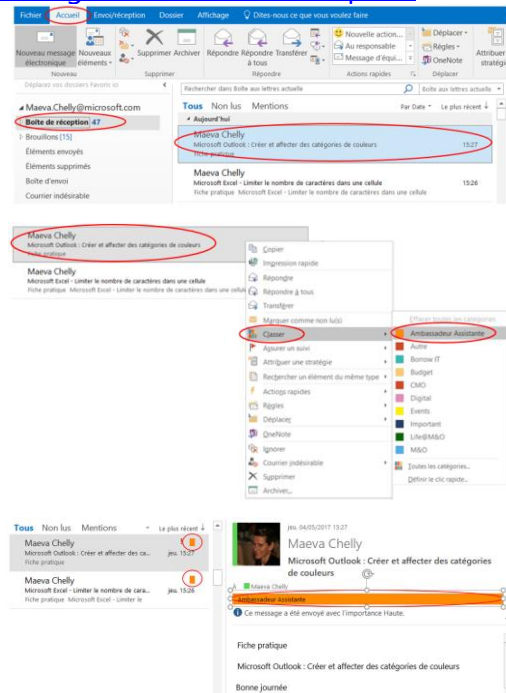 Fichier Accueil Envoi/réception Dossier Affichage Dites-nous ce que vous voulez faire
Nouveau message électronique
Nouveaux éléments
Supprimer Archiver
Répondre Répondre à tous Transférer
Nouvelle action...
Au responsable
Message d'équi...
Déplacer
Règles
OneNote
Attribuer
stratégi
Nouveau Supprimer Répondre Actions rapides Déplacer
Déplacez vos dossiers Favoris ici
Rechercher dans Boîte aux lettres actuelle
Boîte aux lettres actuelle
Maeva.Chelly@microsoft.com
Boîte de réception 47
Brouillons [15]
Éléments envoyés
Éléments supprimés
Boîte d'envoi
Courrier indésirable
Tous Non lus Mentions
Par Date Le plus récent
Aujourd'hui
Maeva Chelly
Microsoft Outlook : Créer et affecter des catégories de couleurs 15:27
Fiche pratique
Maeva Chelly
Microsoft Excel - Limiter le nombre de caractères dans une cellule 15:26
Fiche pratique Microsoft Excel - Limiter le nombre de caractères dans une cellule
Maeva Chelly
Microsoft Outlook : Créer et affecter des catégories de couleurs
Fiche pratique
Maeva Chelly
Microsoft Excel - Limiter le nombre de caractères dans une cellule
Fiche pratique Microsoft Excel - Limiter le nombre de caractères dans une cellule
Copier
Impression rapide
Répondre
Répondre à tous
Transférer
Marquer comme non lu(s)
Classer
Assurer un suivi
Attribuer une stratégie
Rechercher un élément du même type
Actions rapides
Règles
Déplacer
OneNote
Ignorer
Courrier indésirable
Supprimer
Archiver...
Effacer toutes les catégories
Ambassadeur Assistante
Autre
Borrow IT
Budget
CMO
Digital
Events
Important
Life@M&O
M&O
Toutes les catégories...
Définir le clic rapide...
Tous Non lus Mentions Le plus récent
Maeva Chelly
Microsoft Outlook : Créer et affecter des ca... jeu. 15:27
Fiche pratique
Maeva Chelly
Microsoft Excel - Limiter le nombre de cara... jeu. 15:26
Fiche pratique Microsoft Excel - Limiter le
jeu. 04/05/2017 15:27
Maeva Chelly
Microsoft Outlook : Créer et affecter des catégories
de couleurs
À Maeva Chelly
Ambassadeur Assistante
Ce message a été envoyé avec l'importance Haute.
Fiche pratique
Microsoft Outlook : Créer et affecter des catégories de couleurs
Bonne journée